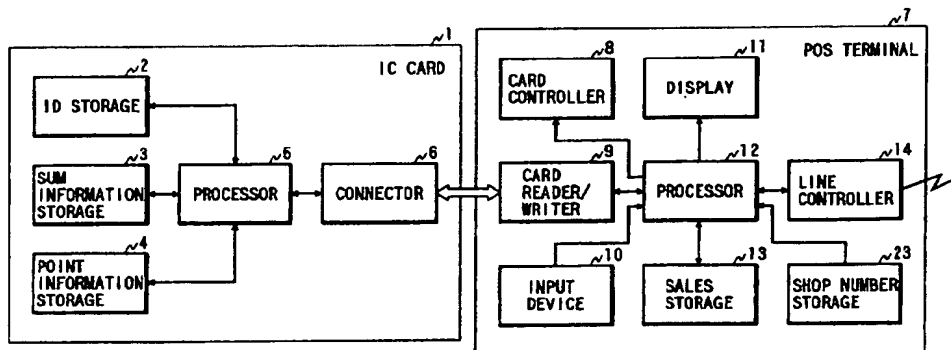 1
IC CARD
2
ID STORAGE
3
SUM
INFORMATION
STORAGE
4
POINT
INFORMATION
STORAGE
5
PROCESSOR
6
CONNECTOR
7
POS TERMINAL
8
CARD
CONTROLLER
11
DISPLAY
9
CARD
READER/
WRITER
12
PROCESSOR
14
LINE
CONTROLLER
10
INPUT
DEVICE
13
SALES
STORAGE
23
SHOP NUMBER
STORAGE